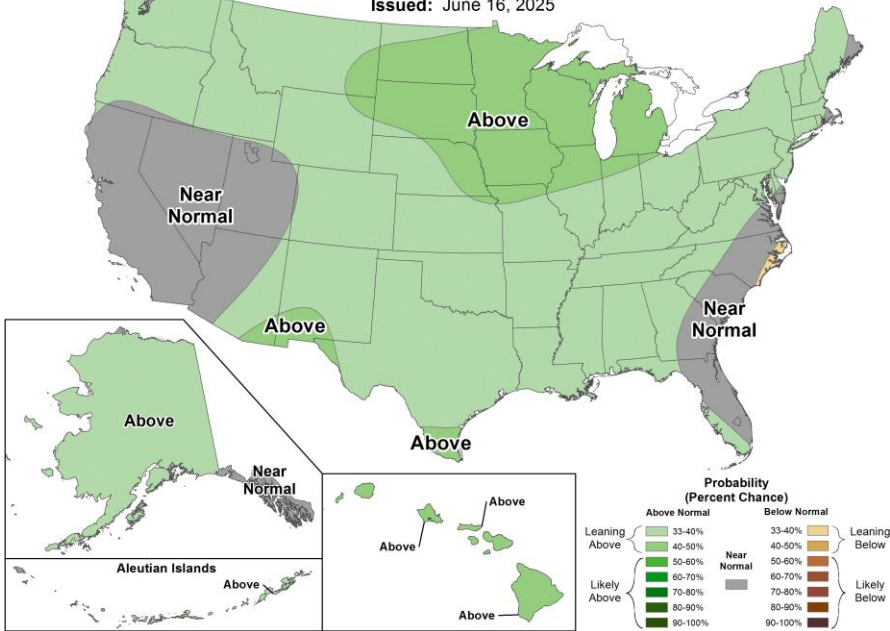 Issued: June 16, 2025
Above
Near
Normal
Above
Near
Normal
Above
Above
Near
Normal
Above
Above
Above
Aleutian Islands
Above
Probability
(Percent Chance)
Above Normal
Below Normal
Leaning
Above
33-40%
40-50%
Likely
Above
50-60%
60-70%
70-80%
80-90%
90-100%
Near
Normal
33-40%
40-50%
Leaning
Below
50-60%
60-70%
70-80%
80-90%
90-100%
Likely
Below